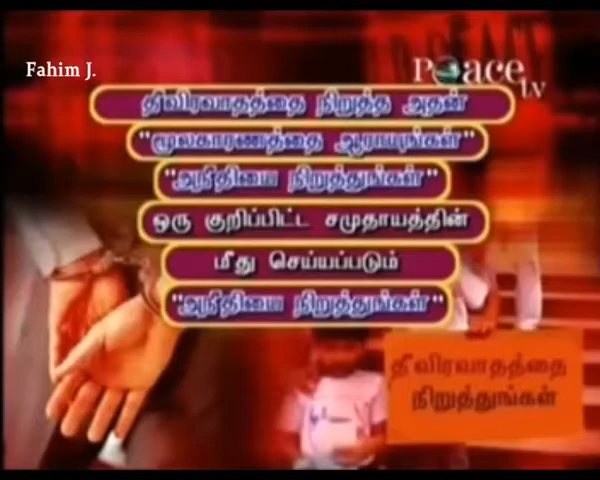 Fahim J.
Peace TV
தீவிரவாதத்தை நிறுத்த அதன்
"மூலகாரணத்தை ஆராயுங்கள்"
"அநீதியை நிறுத்துங்கள்"
ஒரு குறிப்பிட்ட சமுதாயத்தின்
மீது செய்யப்படும்
"அநீதியை நிறுத்துங்கள்"
தீவிரவாதத்தை
நிறுத்துங்கள்